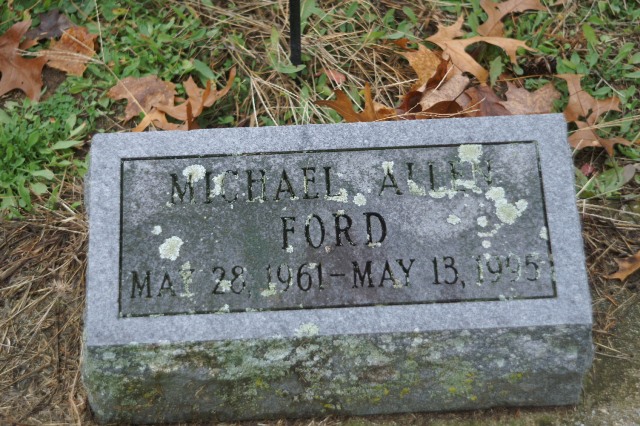 MICHAEL ALLEN
FORD
MAY 28, 1961 - MAY 13, 1995